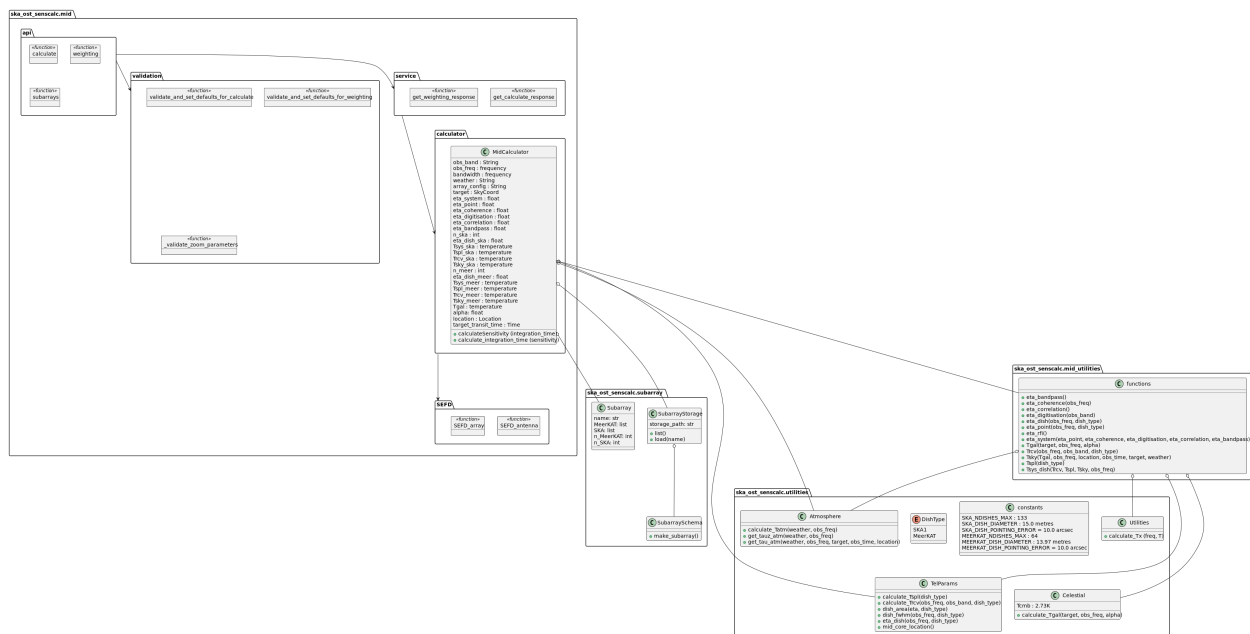 ska_ost_senscalc.mid
api
«function»
calculate
«function»
weighting
«function»
subarrays
validation
«function»
validate_and_set_defaults_for_calculate
«function»
validate_and_set_defaults_for_weighting
«function»
_validate_zoom_parameters
service
«function»
get_weighting_response
«function»
get_calculate_response
calculator
C MidCalculator
obs_band : String
obs_freq : frequency
bandwidth : frequency
weather : String
array_config : String
target : SkyCoord
eta_system : float
eta_point : float
eta_coherence : float
eta_digitisation : float
eta_correlation : float
eta_bandpass : float
n_ska : int
eta_dish_ska : float
Tsys_ska : temperature
Tspl_ska : temperature
Trcv_ska : temperature
Tsky_ska : temperature
n_meer : int
eta_dish_meer : float
Tsys_meer : temperature
Tspl_meer : temperature
Trcv_meer : temperature
Tsky_meer : temperature
Tgal : temperature
alpha: float
location : Location
target_transit_time : Time
calculateSensitivity (integration_time)
calculate_integration_time (sensitivity)
SEFD
«function»
SEFD_array
«function»
SEFD_antenna
ska_ost_senscalc.subarray
C Subarray
name: str
MeerKAT: list
SKA: list
n_MeerKAT: int
n_SKA: int
C SubarrayStorage
storage_path: str
list()
load(name)
C SubarraySchema
make_subarray()
ska_ost_senscalc.mid_utilities
C functions
eta_bandpass()
eta_coherence(obs_freq)
eta_correlation()
eta_digitisation(obs_band)
eta_dish(obs_freq, dish_type)
eta_point(obs_freq, dish_type)
eta_rfi()
eta_system(eta_point, eta_coherence, eta_digitisation, eta_correlation, eta_bandpass)
Tgal(target, obs_freq, alpha)
Trcv(obs_freq, obs_band, dish_type)
Tsky(Tgal, obs_freq, location, obs_time, target, weather)
Tspl(dish_type)
Tsys_dish(Trcv, Tspl, Tsky, obs_freq)
ska_ost_senscalc.utilities
C Atmosphere
calculate_Tatm(weather, obs_freq)
get_tauz_atm(weather, obs_freq)
get_tau_atm(weather, obs_freq, target, obs_time, location)
E DishType
SKA1
MeerKAT
C constants
SKA_NDISHES_MAX : 133
SKA_DISH_DIAMETER : 15.0 metres
SKA_DISH_POINTING_ERROR = 10.0 arcsec
MEERKAT_NDISHES_MAX : 64
MEERKAT_DISH_DIAMETER : 13.97 metres
MEERKAT_DISH_POINTING_ERROR = 10.0 arcsec
C Utilities
calculate_Tx (freq, T)
C TelParams
calculate_Tspl(dish_type)
calculate_Trcv(obs_freq, obs_band, dish_type)
dish_area(eta, dish_type)
dish_fwhm(obs_freq, dish_type)
eta_dish(obs_freq, dish_type)
mid_core_location()
C Celestial
Tcmb : 2.73K
calculate_Tgal(target, obs_freq, alpha)